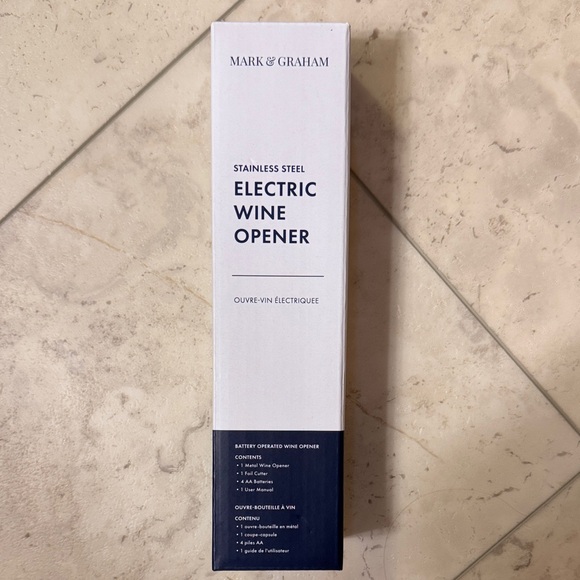 MARK & GRAHAM
STAINLESS STEEL
ELECTRIC
WINE
OPENER
OUVRE-VIN ÉLECTRIQUEE
BATTERY OPERATED WINE OPENER
CONTENTS
• 1 Metal Wine Opener
• 1 Foil Cutter
• 4 AA Batteries
• 1 User Manual
OUVRE-BOUTEILLE À VIN
CONTENU
• 1 ouvre-bouteille en métal
• 1 coupe-capsule
• 4 piles AA
• 1 guide de l'utilisateur